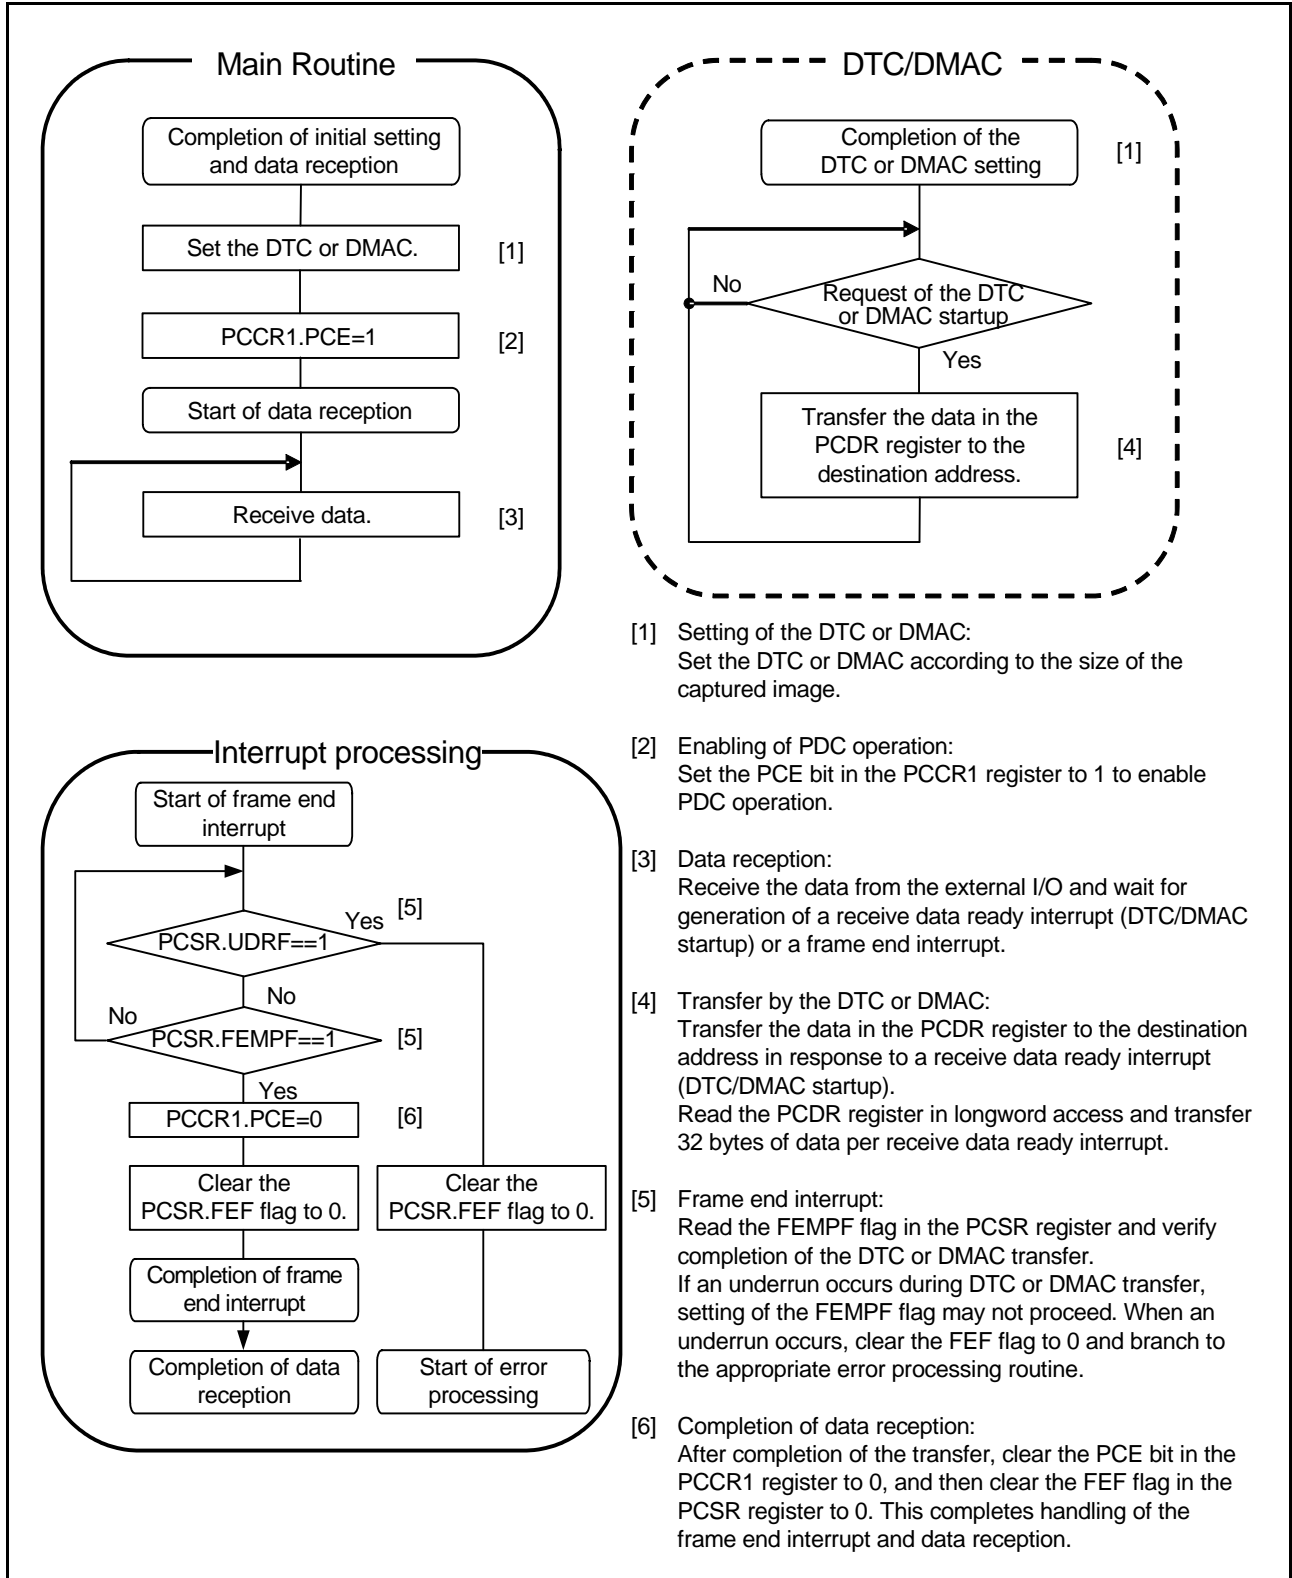 Main Routine
Completion of initial setting
and data reception
Set the DTC or DMAC.
[1]
PCCR1.PCE=1
[2]
Start of data reception
Receive data.
[3]
DTC/DMAC
Completion of the
DTC or DMAC setting
[1]
No
Request of the DTC
or DMAC startup
Yes
Transfer the data in the
PCDR register to the
destination address.
[4]
Interrupt processing
Start of frame end
interrupt
Yes
[5]
PCSR.UDRF==1
No
No
PCSR.FEMPF==1
[5]
Yes
PCCR1.PCE=0
[6]
Clear the
PCSR.FEF flag to 0.
Clear the
PCSR.FEF flag to 0.
Completion of frame
end interrupt
Completion of data
reception
Start of error
processing
[1] Setting of the DTC or DMAC:
Set the DTC or DMAC according to the size of the
captured image.
[2] Enabling of PDC operation:
Set the PCE bit in the PCCR1 register to 1 to enable
PDC operation.
[3] Data reception:
Receive the data from the external I/O and wait for
generation of a receive data ready interrupt (DTC/DMAC
startup) or a frame end interrupt.
[4] Transfer by the DTC or DMAC:
Transfer the data in the PCDR register to the destination
address in response to a receive data ready interrupt
(DTC/DMAC startup).
Read the PCDR register in longword access and transfer
32 bytes of data per receive data ready interrupt.
[5] Frame end interrupt:
Read the FEMPF flag in the PCSR register and verify
completion of the DTC or DMAC transfer.
If an underrun occurs during DTC or DMAC transfer,
setting of the FEMPF flag may not proceed. When an
underrun occurs, clear the FEF flag to 0 and branch to
the appropriate error processing routine.
[6] Completion of data reception:
After completion of the transfer, clear the PCE bit in the
PCCR1 register to 0, and then clear the FEF flag in the
PCSR register to 0. This completes handling of the
frame end interrupt and data reception.